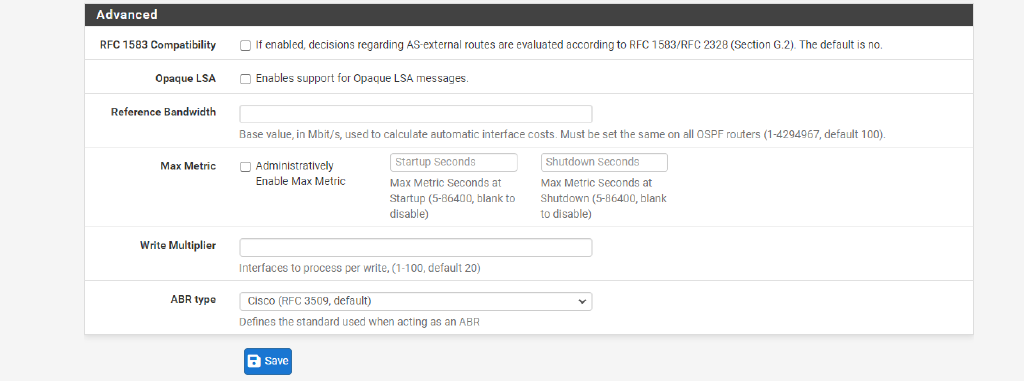 Advanced
RFC 1583 Compatibility
If enabled, decisions regarding AS-external routes are evaluated according to RFC 1583/RFC 2328 (Section G.2). The default is no.
Opaque LSA
Enables support for Opaque LSA messages.
Reference Bandwidth
Base value, in Mbit/s, used to calculate automatic interface costs. Must be set the same on all OSPF routers (1-4294967, default 100).
Max Metric
Administratively
Enable Max Metric
Startup Seconds
Max Metric Seconds at
Startup (5-86400, blank to
disable)
Shutdown Seconds
Max Metric Seconds at
Shutdown (5-86400, blank
to disable)
Write Multiplier
Interfaces to process per write, (1-100, default 20)
ABR type
Cisco (RFC 3509, default)
Defines the standard used when acting as an ABR
Save